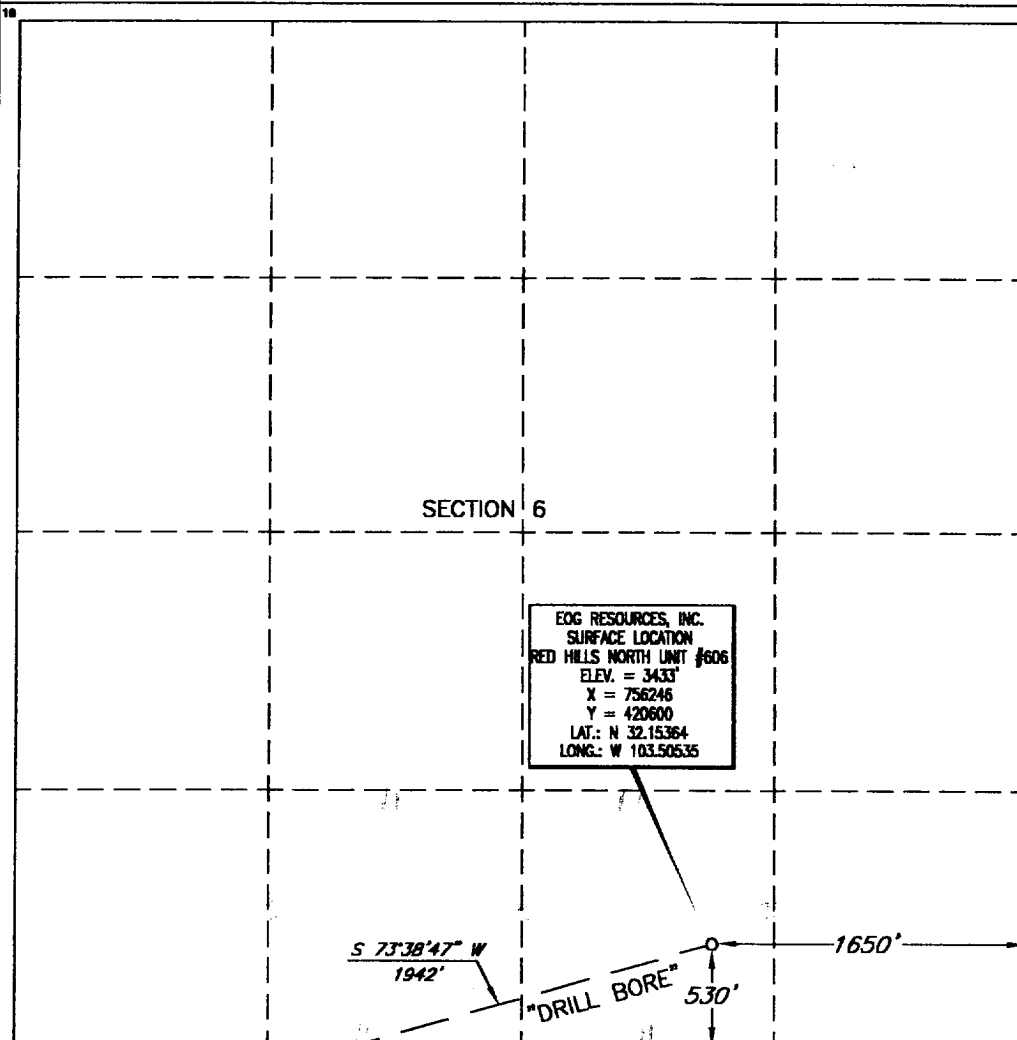 18
SECTION 6
EOG RESOURCES, INC.
SURFACE LOCATION
RED HILLS NORTH UNIT #606
ELEV. = 3433'
X = 756246
Y = 420600
LAT.: N 32.15364
LONG.: W 103.50535
S 73°38'47" W
1942'
"DRILL BORE"
1650'
530'